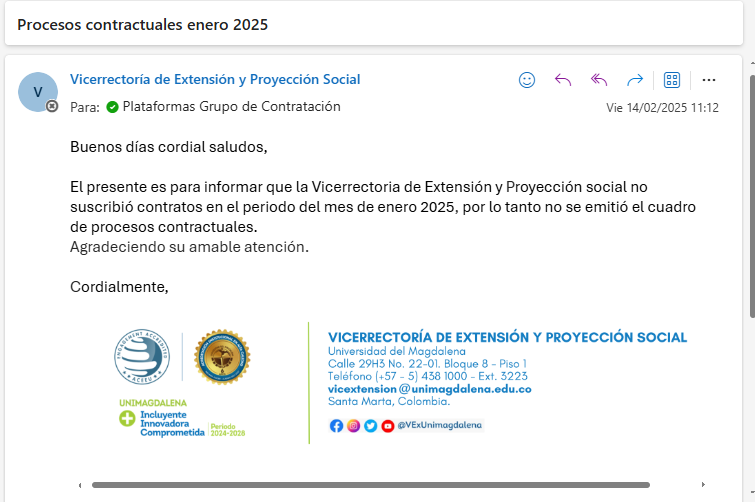 Procesos contractuales enero 2025
V
Vicerrectoría de Extensión y Proyección Social
Para: Plataformas Grupo de Contratación
Vie 14/02/2025 11:12
Buenos días cordial saludos,
El presente es para informar que la Vicerrectoria de Extensión y Proyección social no
suscribió contratos en el periodo del mes de enero 2025, por lo tanto no se emitió el cuadro
de procesos contractuales.
Agradeciendo su amable atención.
Cordialmente,
ENGAGEMENT ACCREDITED
ACEEU
UNIMAGDALENA
Incluyente
Innovadora
Comprometida
Período
2024-2028
VICERRECTORÍA DE EXTENSIÓN Y PROYECCIÓN SOCIAL
Universidad del Magdalena
Calle 29H3 No. 22-01. Bloque 8 - Piso 1
Teléfono (+57 - 5) 438 1000 - Ext. 3223
vicextension@unimagdalena.edu.co
Santa Marta, Colombia.
@VExUnimagdalena